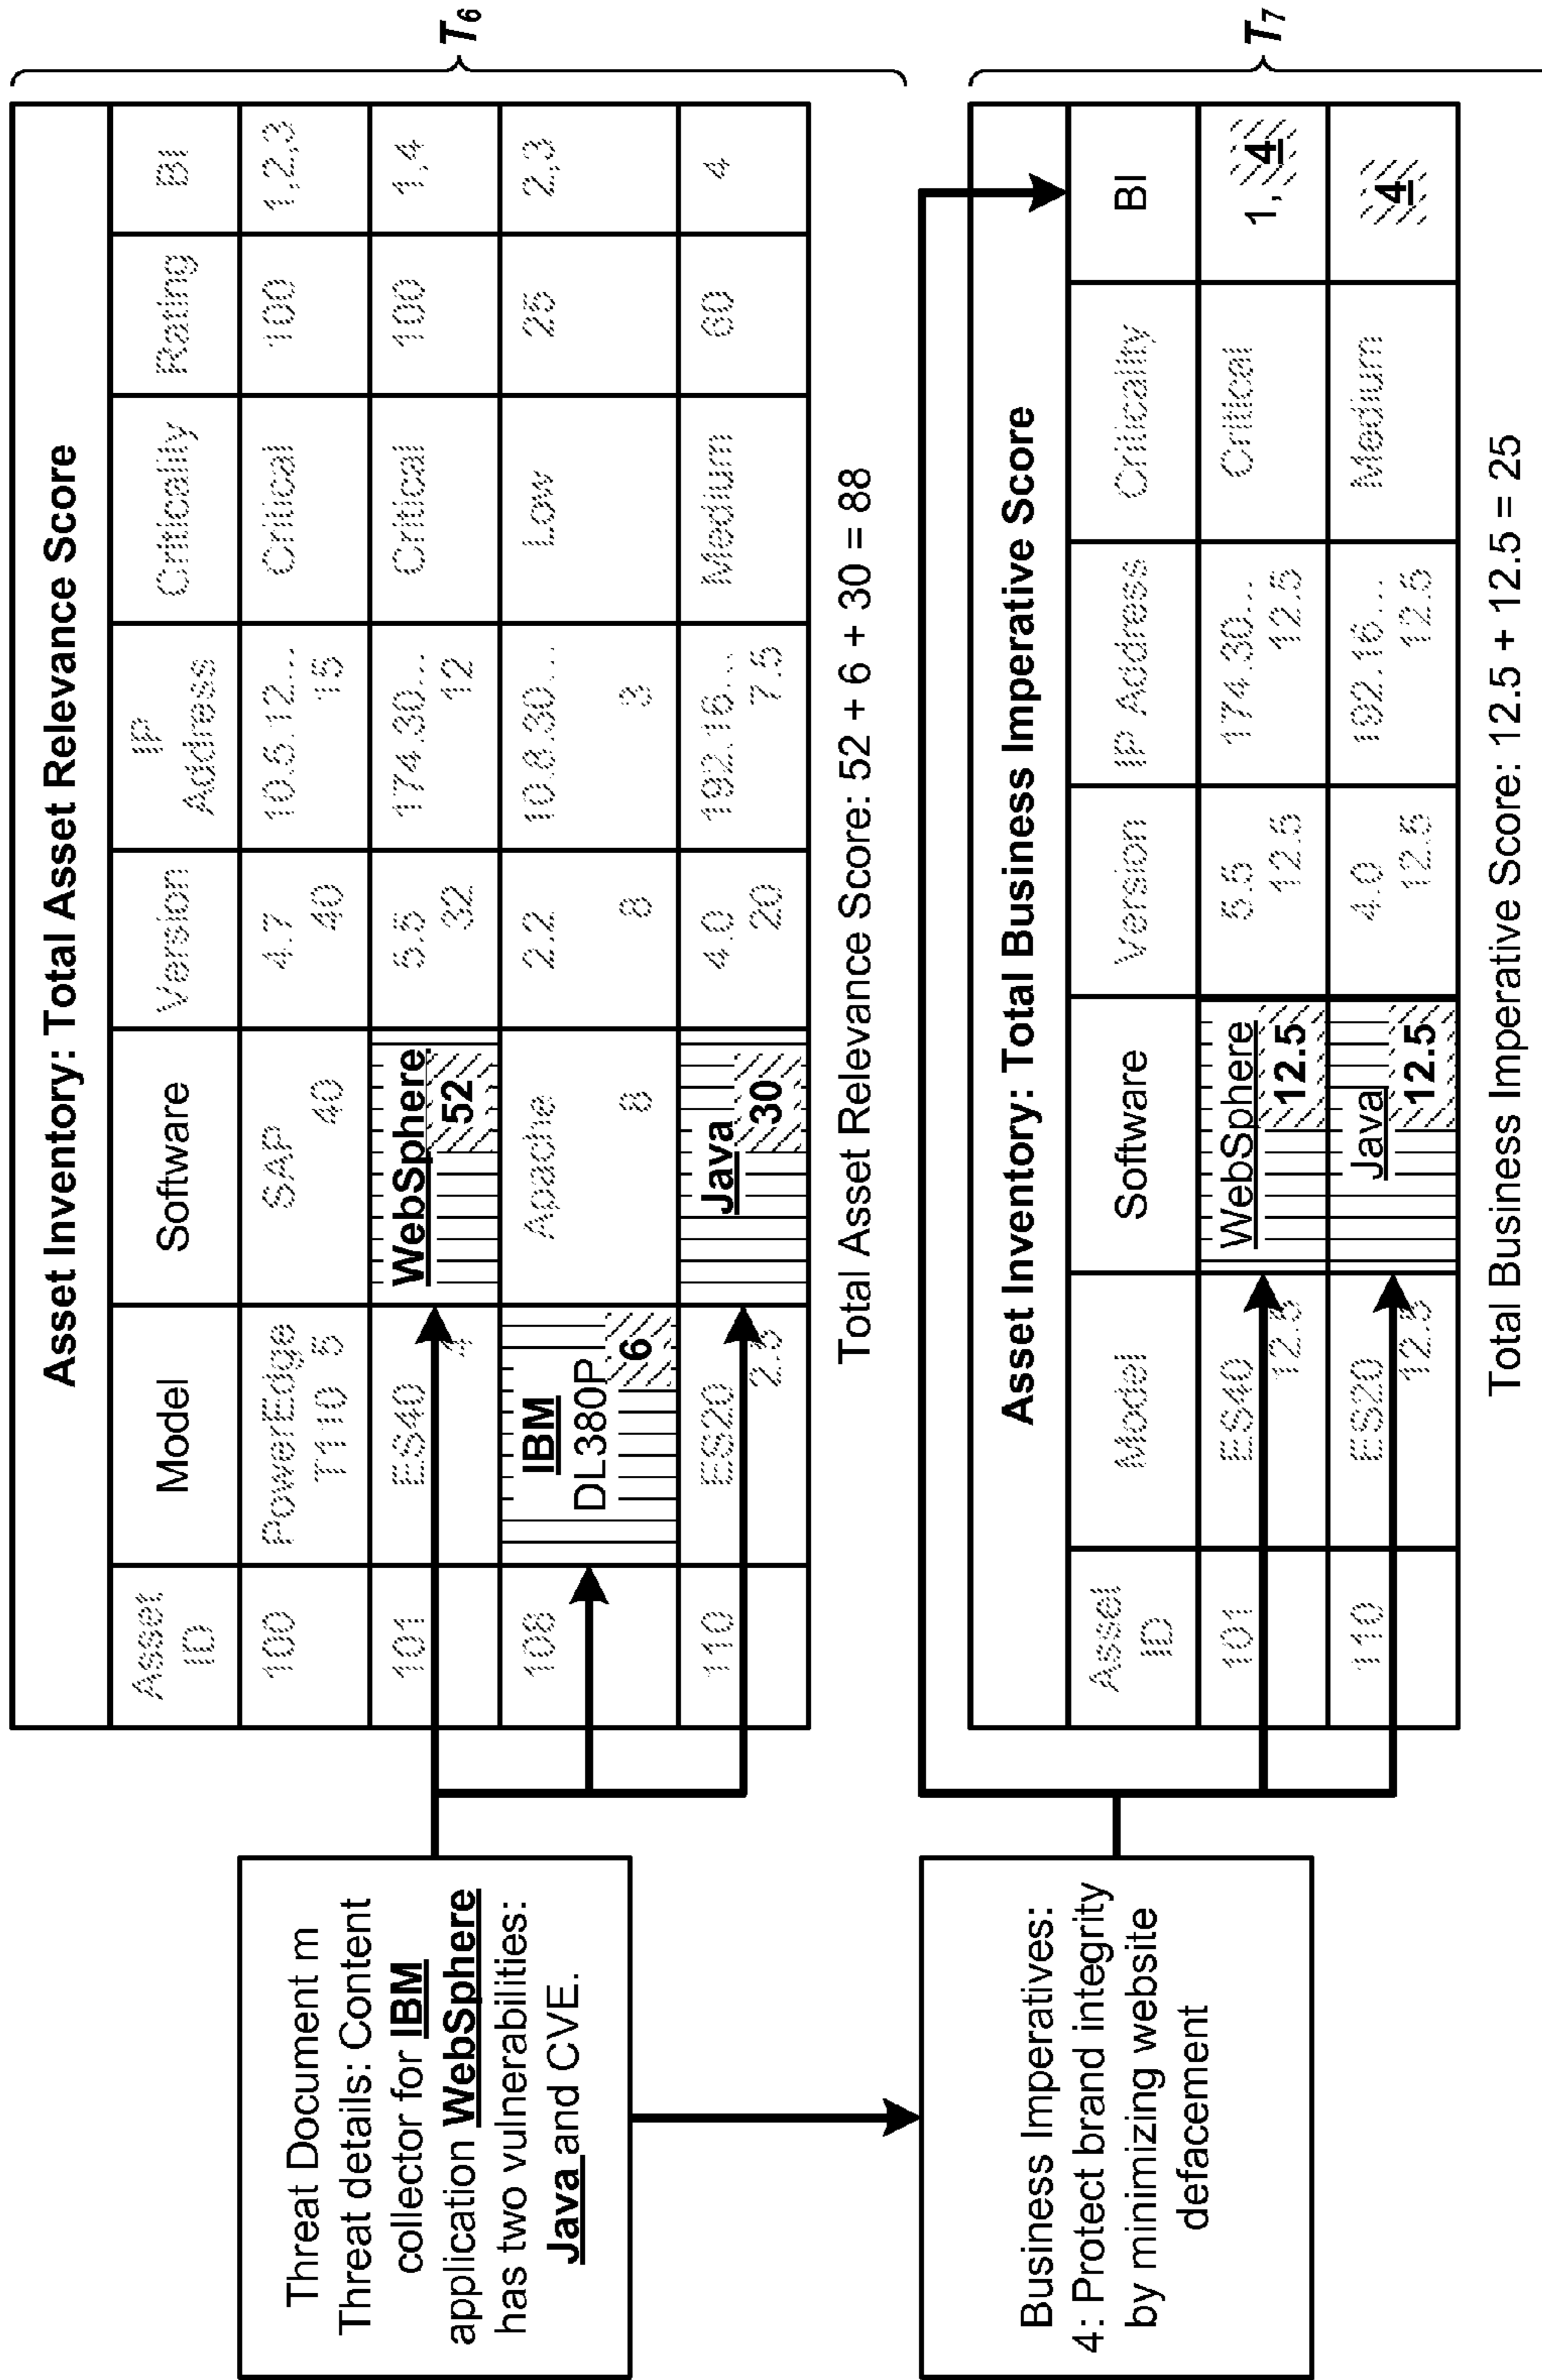 Threat Document m
Threat details: Content
collector for IBM
application WebSphere
has two vulnerabilities:
Java and CVE.
Asset Inventory: Total Asset Relevance Score
Asset ID Model Software Version IP Address Criticality Rating BI
100 PowerEdge T110 5 SAP 40 4.7 40 10.5.12... 15 Critical 100 1,2,3
101 ES40 4 WebSphere 52 5.5 32 174.30... 12 Critical 100 1,4
108 IBM DL380P 6 Apache 8 2.2 8 10.8.30... 3 Low 25 2,3
110 ES20 2.5 Java 30 4.0 20 192.16... 7.5 Medium 60 4
Total Asset Relevance Score: 52 + 6 + 30 = 88
T6
Business Imperatives:
4: Protect brand integrity
by minimizing website
defacement
Asset Inventory: Total Business Imperative Score
Asset ID Model Software Version IP Address Criticality BI
101 ES40 12.5 WebSphere 12.5 5.5 12.5 174.30... 12.5 Critical 1, 4
110 ES20 12.5 Java 12.5 4.0 12.5 192.16... 12.5 Medium 4
Total Business Imperative Score: 12.5 + 12.5 = 25
T7